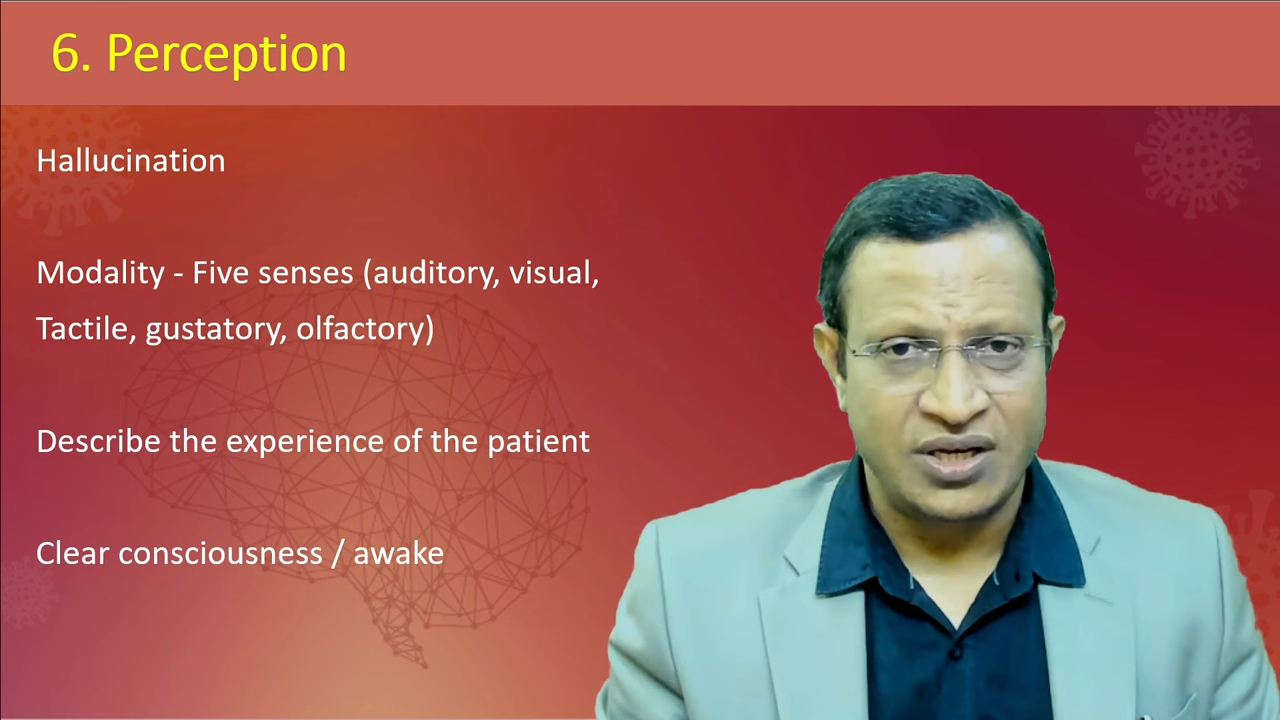 6. Perception
Hallucination
Modality - Five senses (auditory, visual,
Tactile, gustatory, olfactory)
Describe the experience of the patient
Clear consciousness / awake